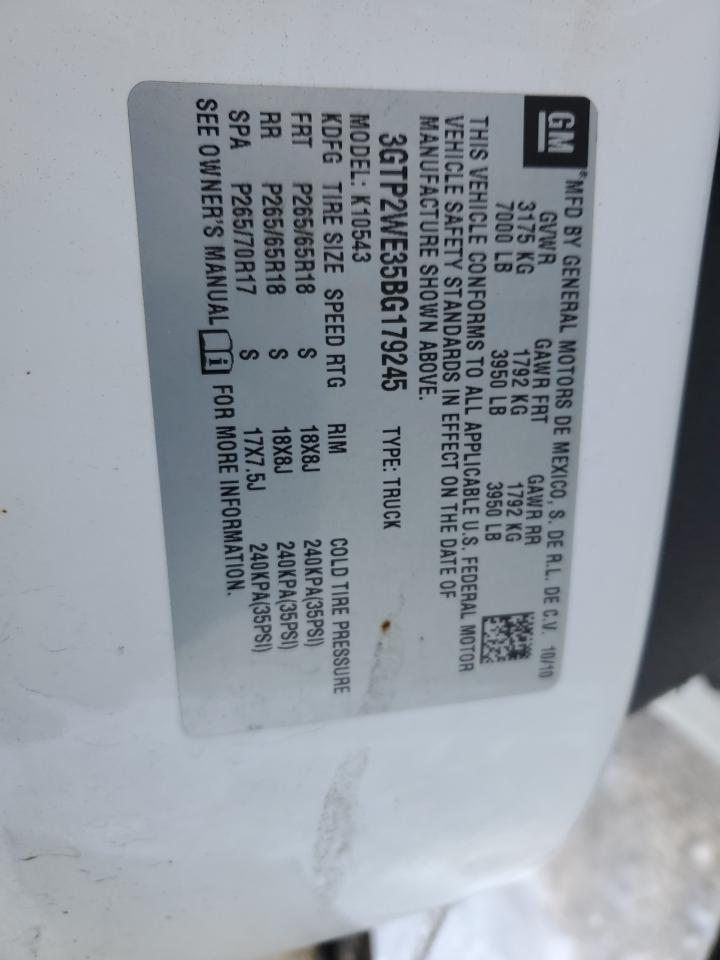 GM
®MFD BY GENERAL MOTORS DE MEXICO, S. DE R.L. DE C.V. 10/10
GVWR GAWR FRT GAWR RR
3175 KG 1792 KG 1792 KG
7000 LB 3950 LB 3950 LB
THIS VEHICLE CONFORMS TO ALL APPLICABLE U.S. FEDERAL MOTOR
VEHICLE SAFETY STANDARDS IN EFFECT ON THE DATE OF
MANUFACTURE SHOWN ABOVE.
3GTP2WE35BG179245 TYPE: TRUCK
MODEL: K10543
KDFG TIRE SIZE SPEED RTG RIM COLD TIRE PRESSURE
FRT P265/65R18 S 18X8J 240KPA(35PSI)
RR P265/65R18 S 18X8J 240KPA(35PSI)
SPA P265/70R17 S 17X7.5J 240KPA(35PSI)
SEE OWNER'S MANUAL i FOR MORE INFORMATION.